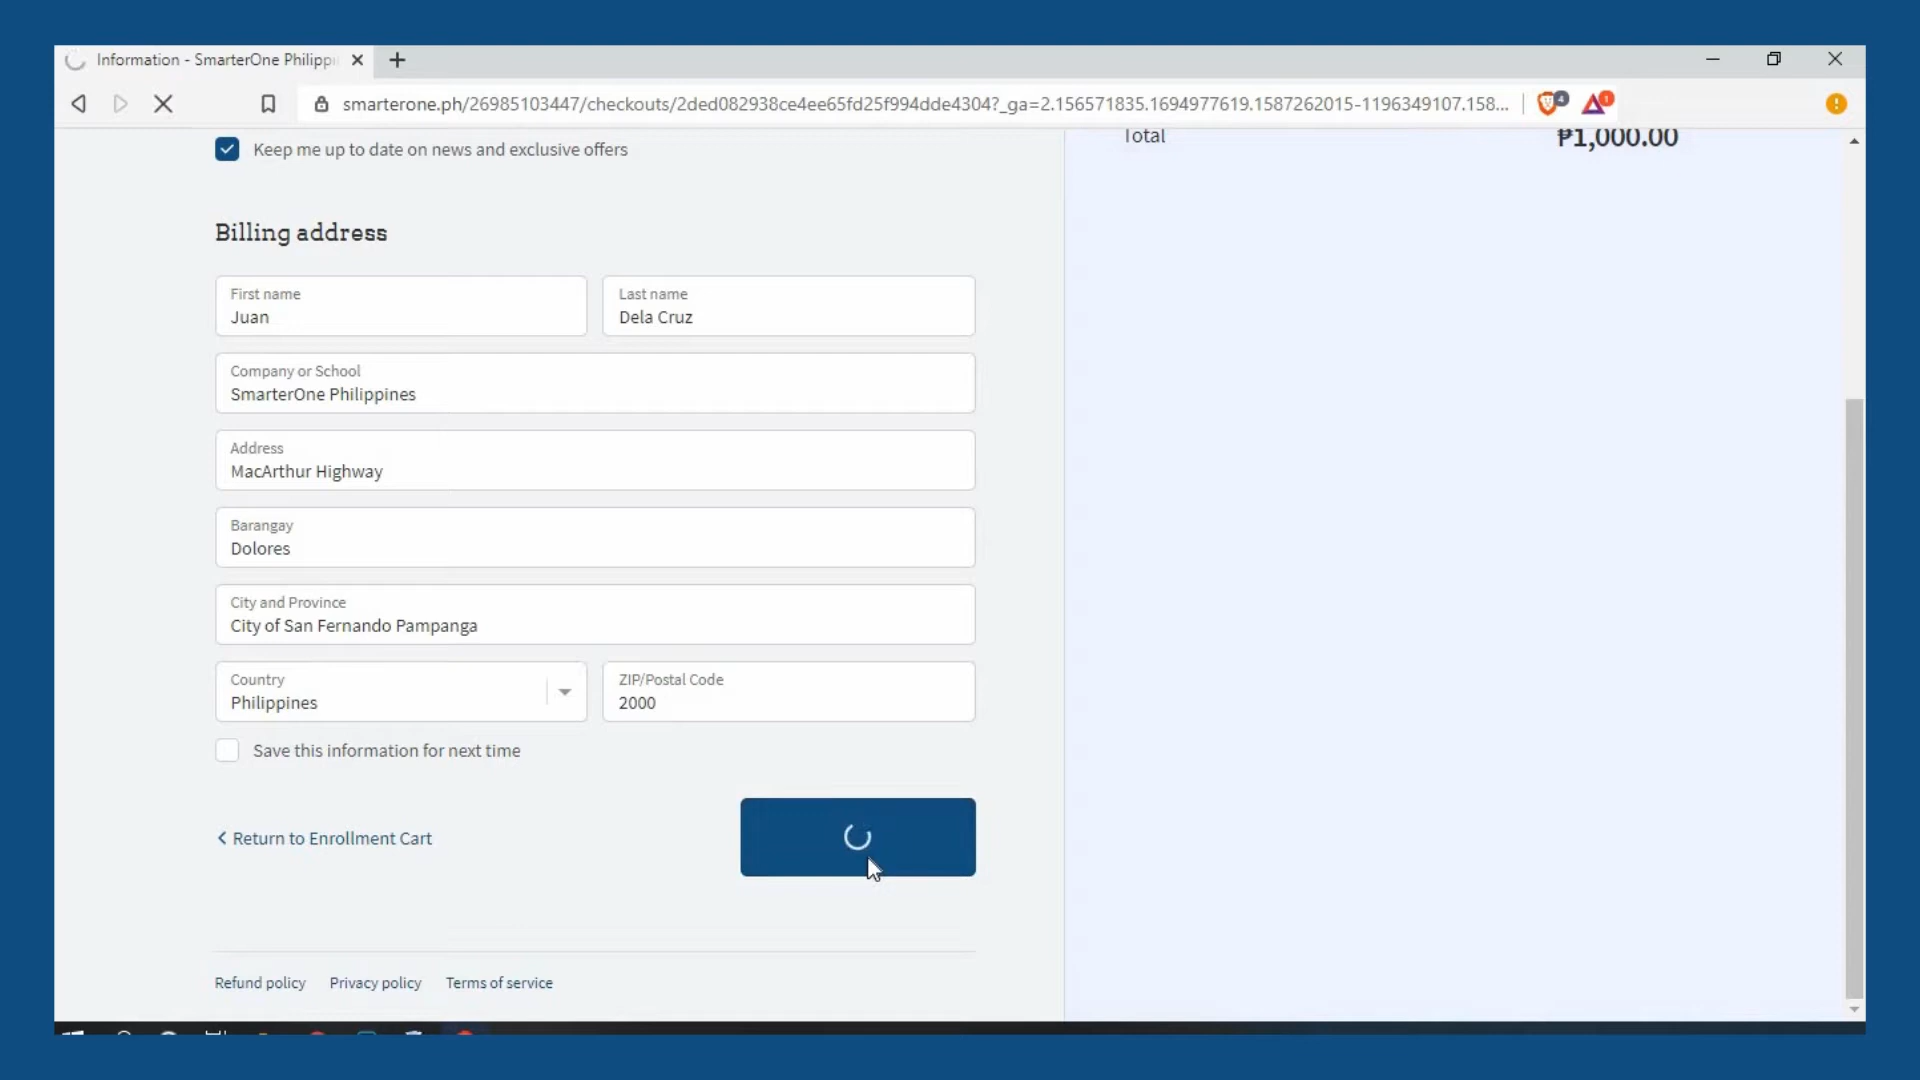 Information - SmarterOne Philippi
smarterone.ph/26985103447/checkouts/2ded082938ce4ee65fd25f994dde4304?_ga=2.156571835.1694977619.1587262015-1196349107.158...
4
1
Total
₱1,000.00
Keep me up to date on news and exclusive offers
Billing address
First name
Juan
Last name
Dela Cruz
Company or School
SmarterOne Philippines
Address
MacArthur Highway
Barangay
Dolores
City and Province
City of San Fernando Pampanga
Country
Philippines
ZIP/Postal Code
2000
Save this information for next time
Return to Enrollment Cart
Refund policy
Privacy policy
Terms of service